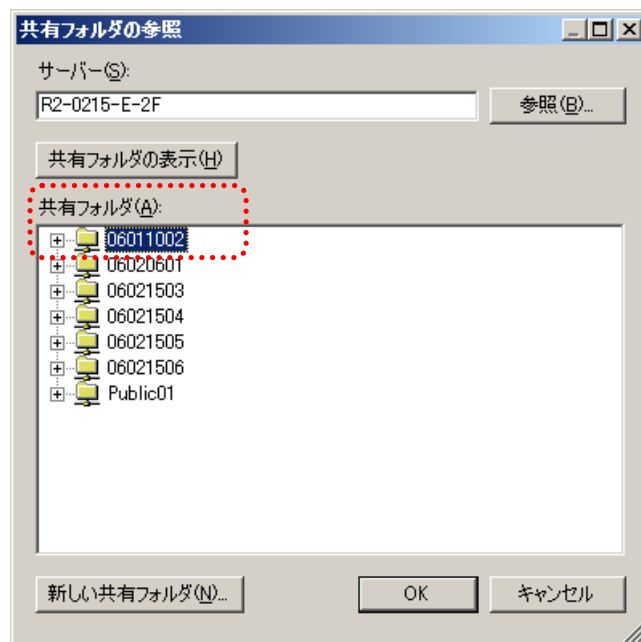 共有フォルダの参照
サーバー(S):
R2-0215-E-2F
参照(B)...
共有フォルダの表示(H)
共有フォルダ(A):
06011002
06020601
06021503
06021504
06021505
06021506
Public01
新しい共有フォルダ(N)...
OK
キャンセル